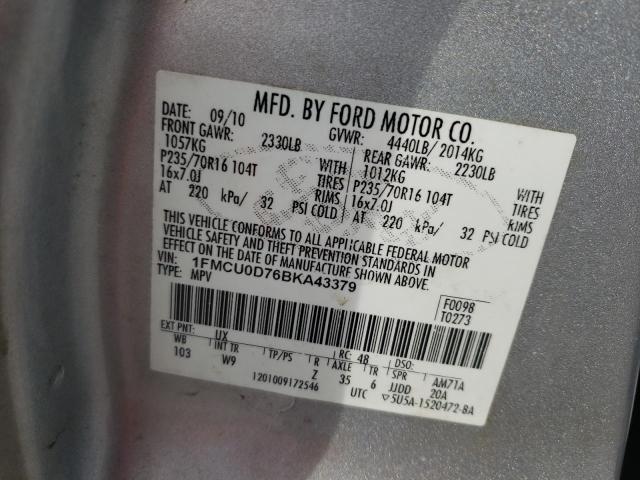 MFD. BY FORD MOTOR CO.
DATE: 09/10 GVWR: 4440LB/ 2014KG
FRONT GAWR: 2330LB REAR GAWR: 2230LB
1057KG WITH 1012KG WITH
P235/70R16 104T TIRES P235/70R16 104T TIRES
16x7.0J RIMS 16x7.0J RIMS
AT 220 kPa/ 32 PSI COLD AT 220 kPa/ 32 PSI COLD
THIS VEHICLE CONFORMS TO ALL APPLICABLE FEDERAL MOTOR
VEHICLE SAFETY AND THEFT PREVENTION STANDARDS IN
EFFECT ON THE DATE OF MANUFACTURE SHOWN ABOVE.
VIN: 1FMCU0D76BKA43379
TYPE: MPV
F0098
T0273
EXT PNT: UX RC: 48 DSO:
WB INT TR TP/PS R AXLE TR SPR AM71A
103 W9 Z 35 6 JJDD 20A
1201009172546 UTC ▽5U5A-1520472-BA